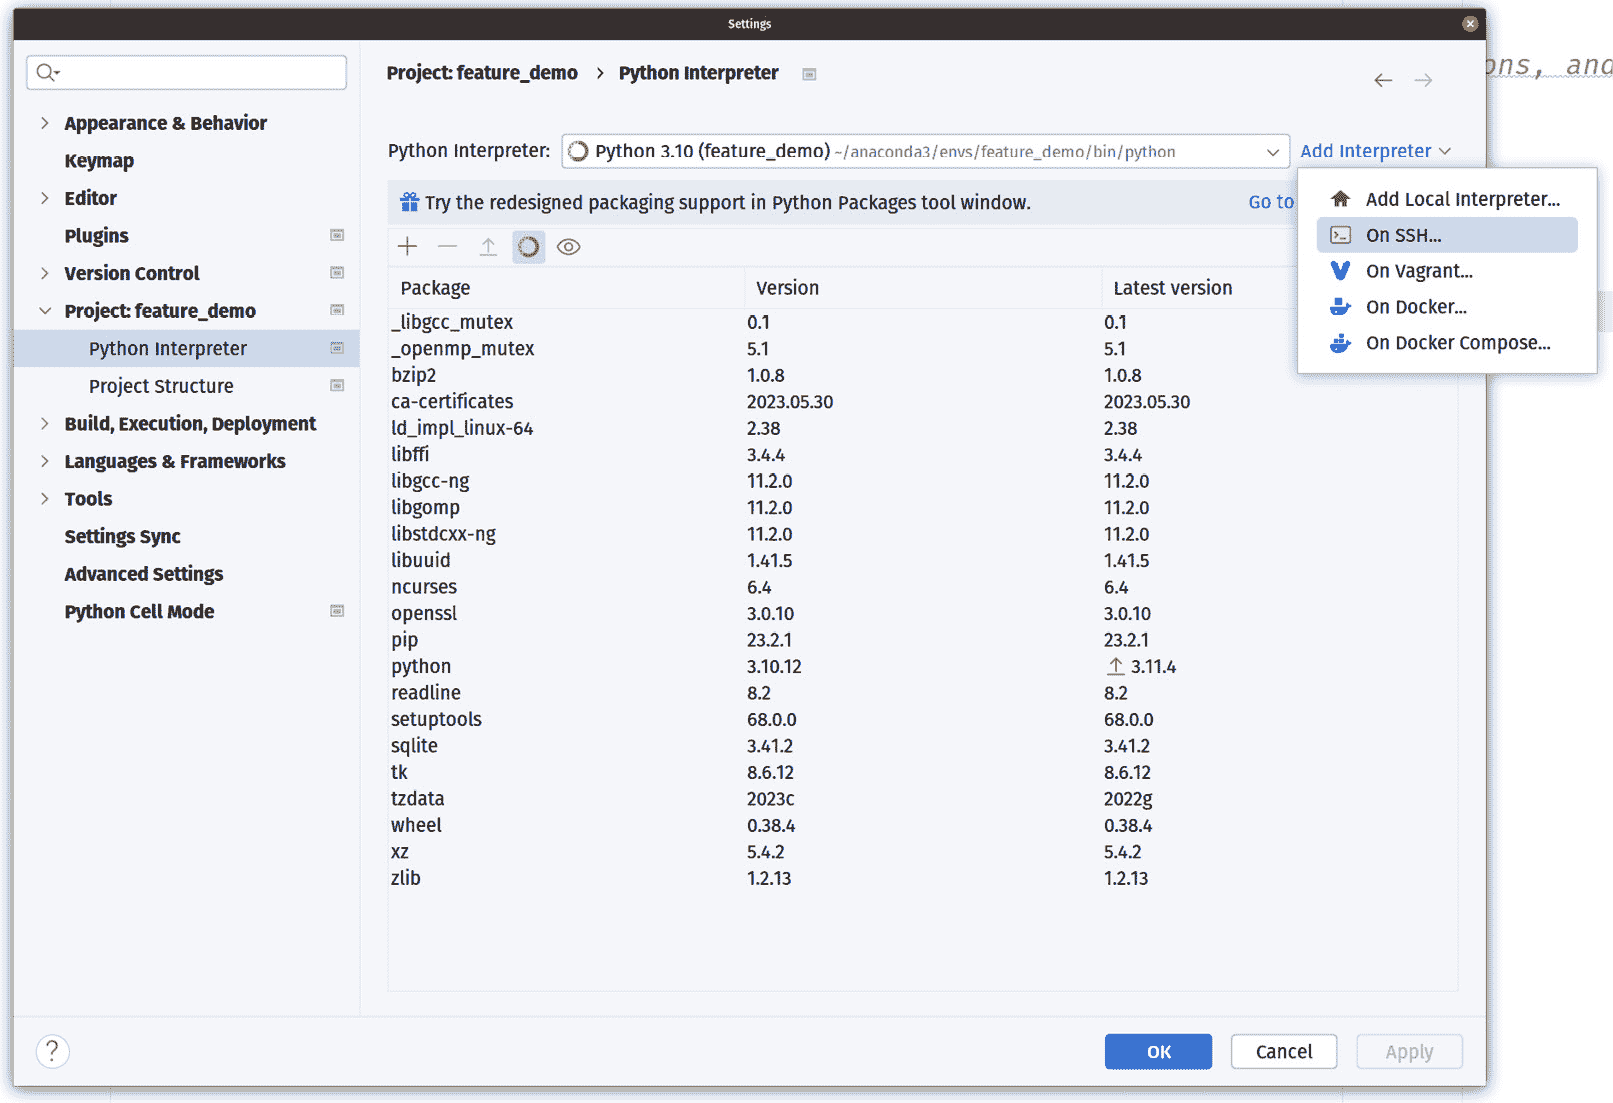 Settings
ons, and
Project: feature_demo > Python Interpreter
Appearance & Behavior
Keymap
Editor
Plugins
Version Control
Project: feature_demo
Python Interpreter
Project Structure
Build, Execution, Deployment
Languages & Frameworks
Tools
Settings Sync
Advanced Settings
Python Cell Mode
Python Interpreter: Python 3.10 (feature_demo) ~/anaconda3/envs/feature_demo/bin/python Add Interpreter
Try the redesigned packaging support in Python Packages tool window. Go to
Add Local Interpreter...
On SSH...
On Vagrant...
On Docker...
On Docker Compose...
Package Version Latest version
_libgcc_mutex 0.1 0.1
_openmp_mutex 5.1 5.1
bzip2 1.0.8 1.0.8
ca-certificates 2023.05.30 2023.05.30
ld_impl_linux-64 2.38 2.38
libffi 3.4.4 3.4.4
libgcc-ng 11.2.0 11.2.0
libgomp 11.2.0 11.2.0
libstdcxx-ng 11.2.0 11.2.0
libuuid 1.41.5 1.41.5
ncurses 6.4 6.4
openssl 3.0.10 3.0.10
pip 23.2.1 23.2.1
python 3.10.12 3.11.4
readline 8.2 8.2
setuptools 68.0.0 68.0.0
sqlite 3.41.2 3.41.2
tk 8.6.12 8.6.12
tzdata 2023c 2022g
wheel 0.38.4 0.38.4
xz 5.4.2 5.4.2
zlib 1.2.13 1.2.13
? OK Cancel Apply